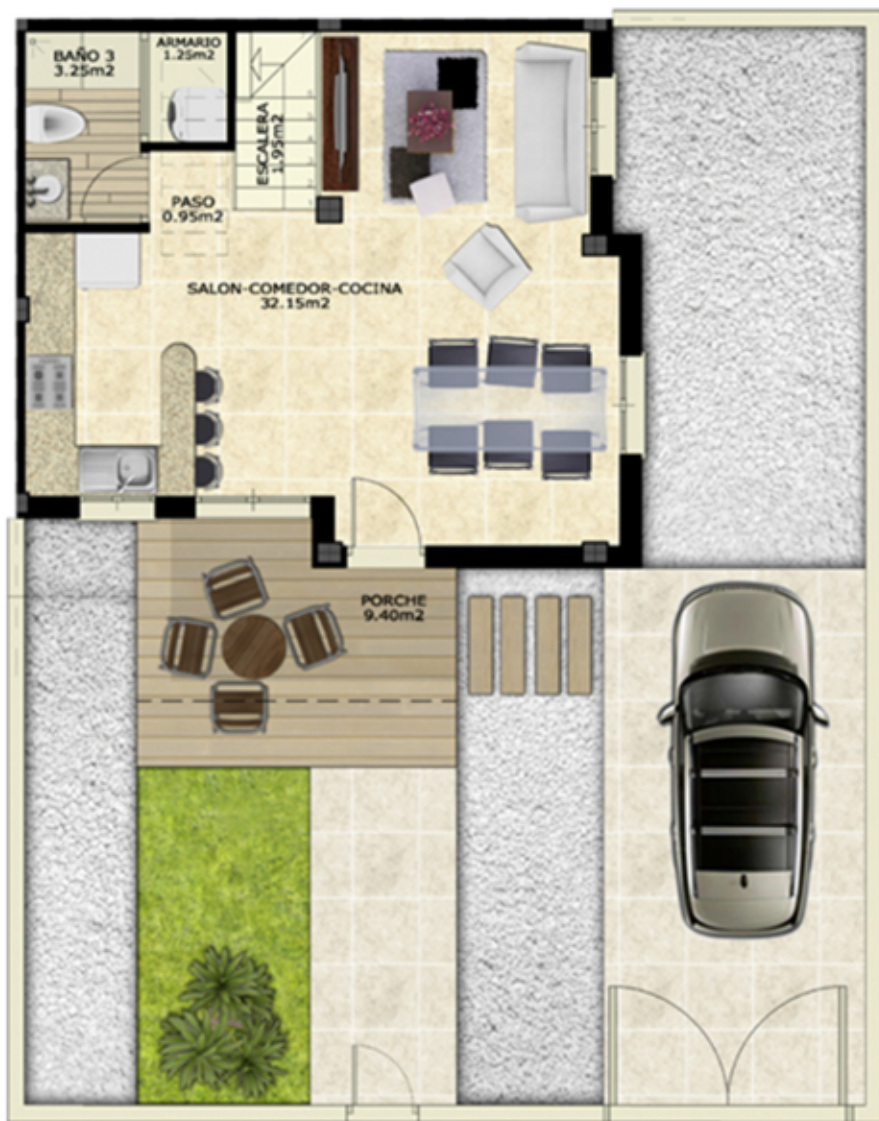 BAÑO 3
3.25m2
ARMARIO
1.25m2
ESCALERA
1.95m2
PASO
0.95m2
SALON-COMEDOR-COCINA
32.15m2
PORCHE
9.40m2